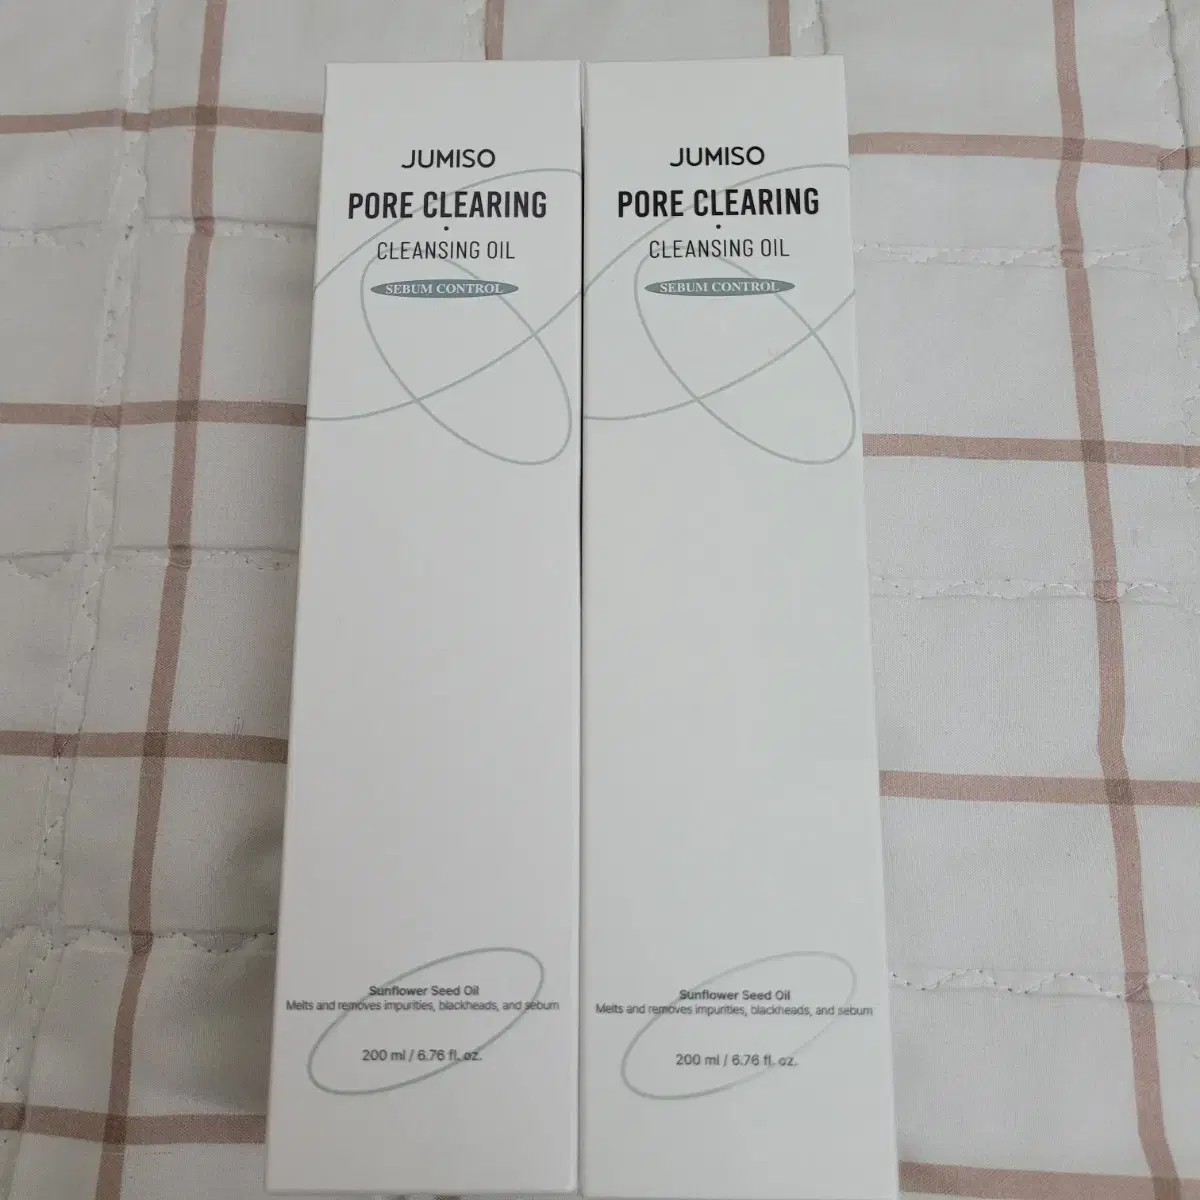 JUMISO
PORE CLEARING
CLEANSING OIL
SEBUM CONTROL
Sunflower Seed Oil
Melts and removes impurities, blackheads, and sebum
200 ml / 6.76 fl. oz.
JUMISO
PORE CLEARING
CLEANSING OIL
SEBUM CONTROL
Sunflower Seed Oil
Melts and removes impurities, blackheads, and sebum
200 ml / 6.76 fl. oz.